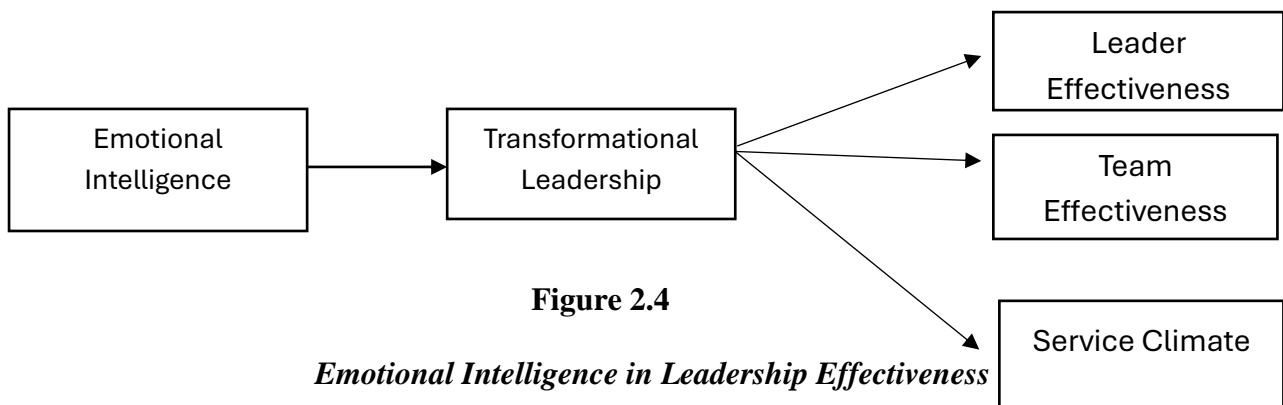 Emotional
Intelligence
Transformational
Leadership
Leader
Effectiveness
Team
Effectiveness
Service Climate
Figure 2.4
Emotional Intelligence in Leadership Effectiveness